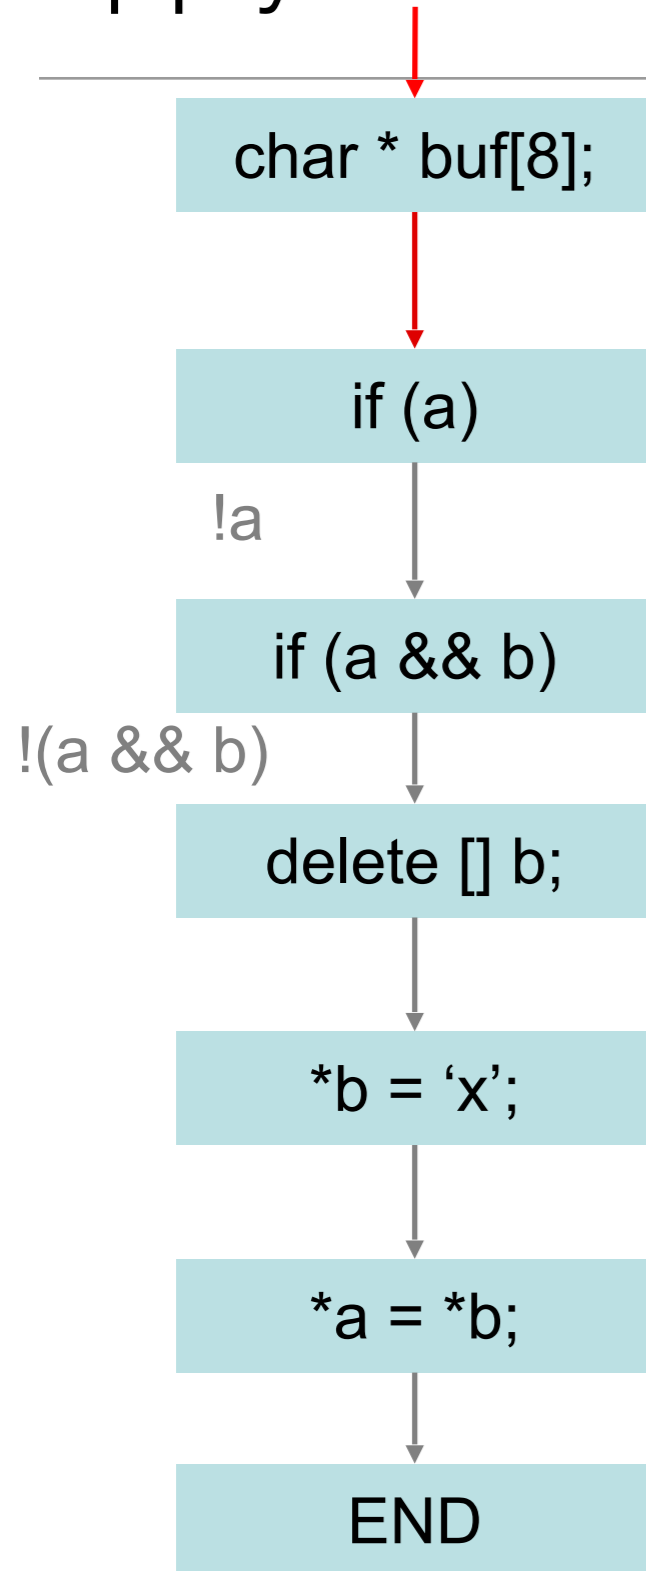 char * buf[8];
if (a)
!a
if (a && b)
!(a && b)
delete [] b;
*b = ‘x’;
*a = *b;
END